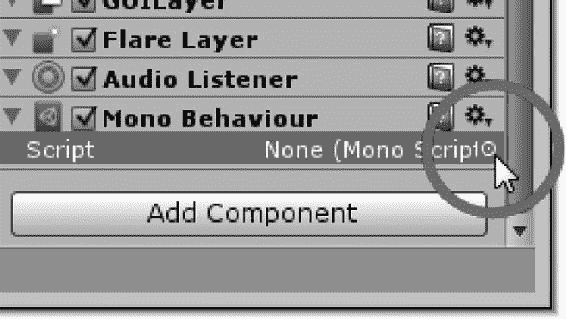 GUILayer
Flare Layer
Audio Listener
Mono Behaviour
Script None (Mono Script
Add Component